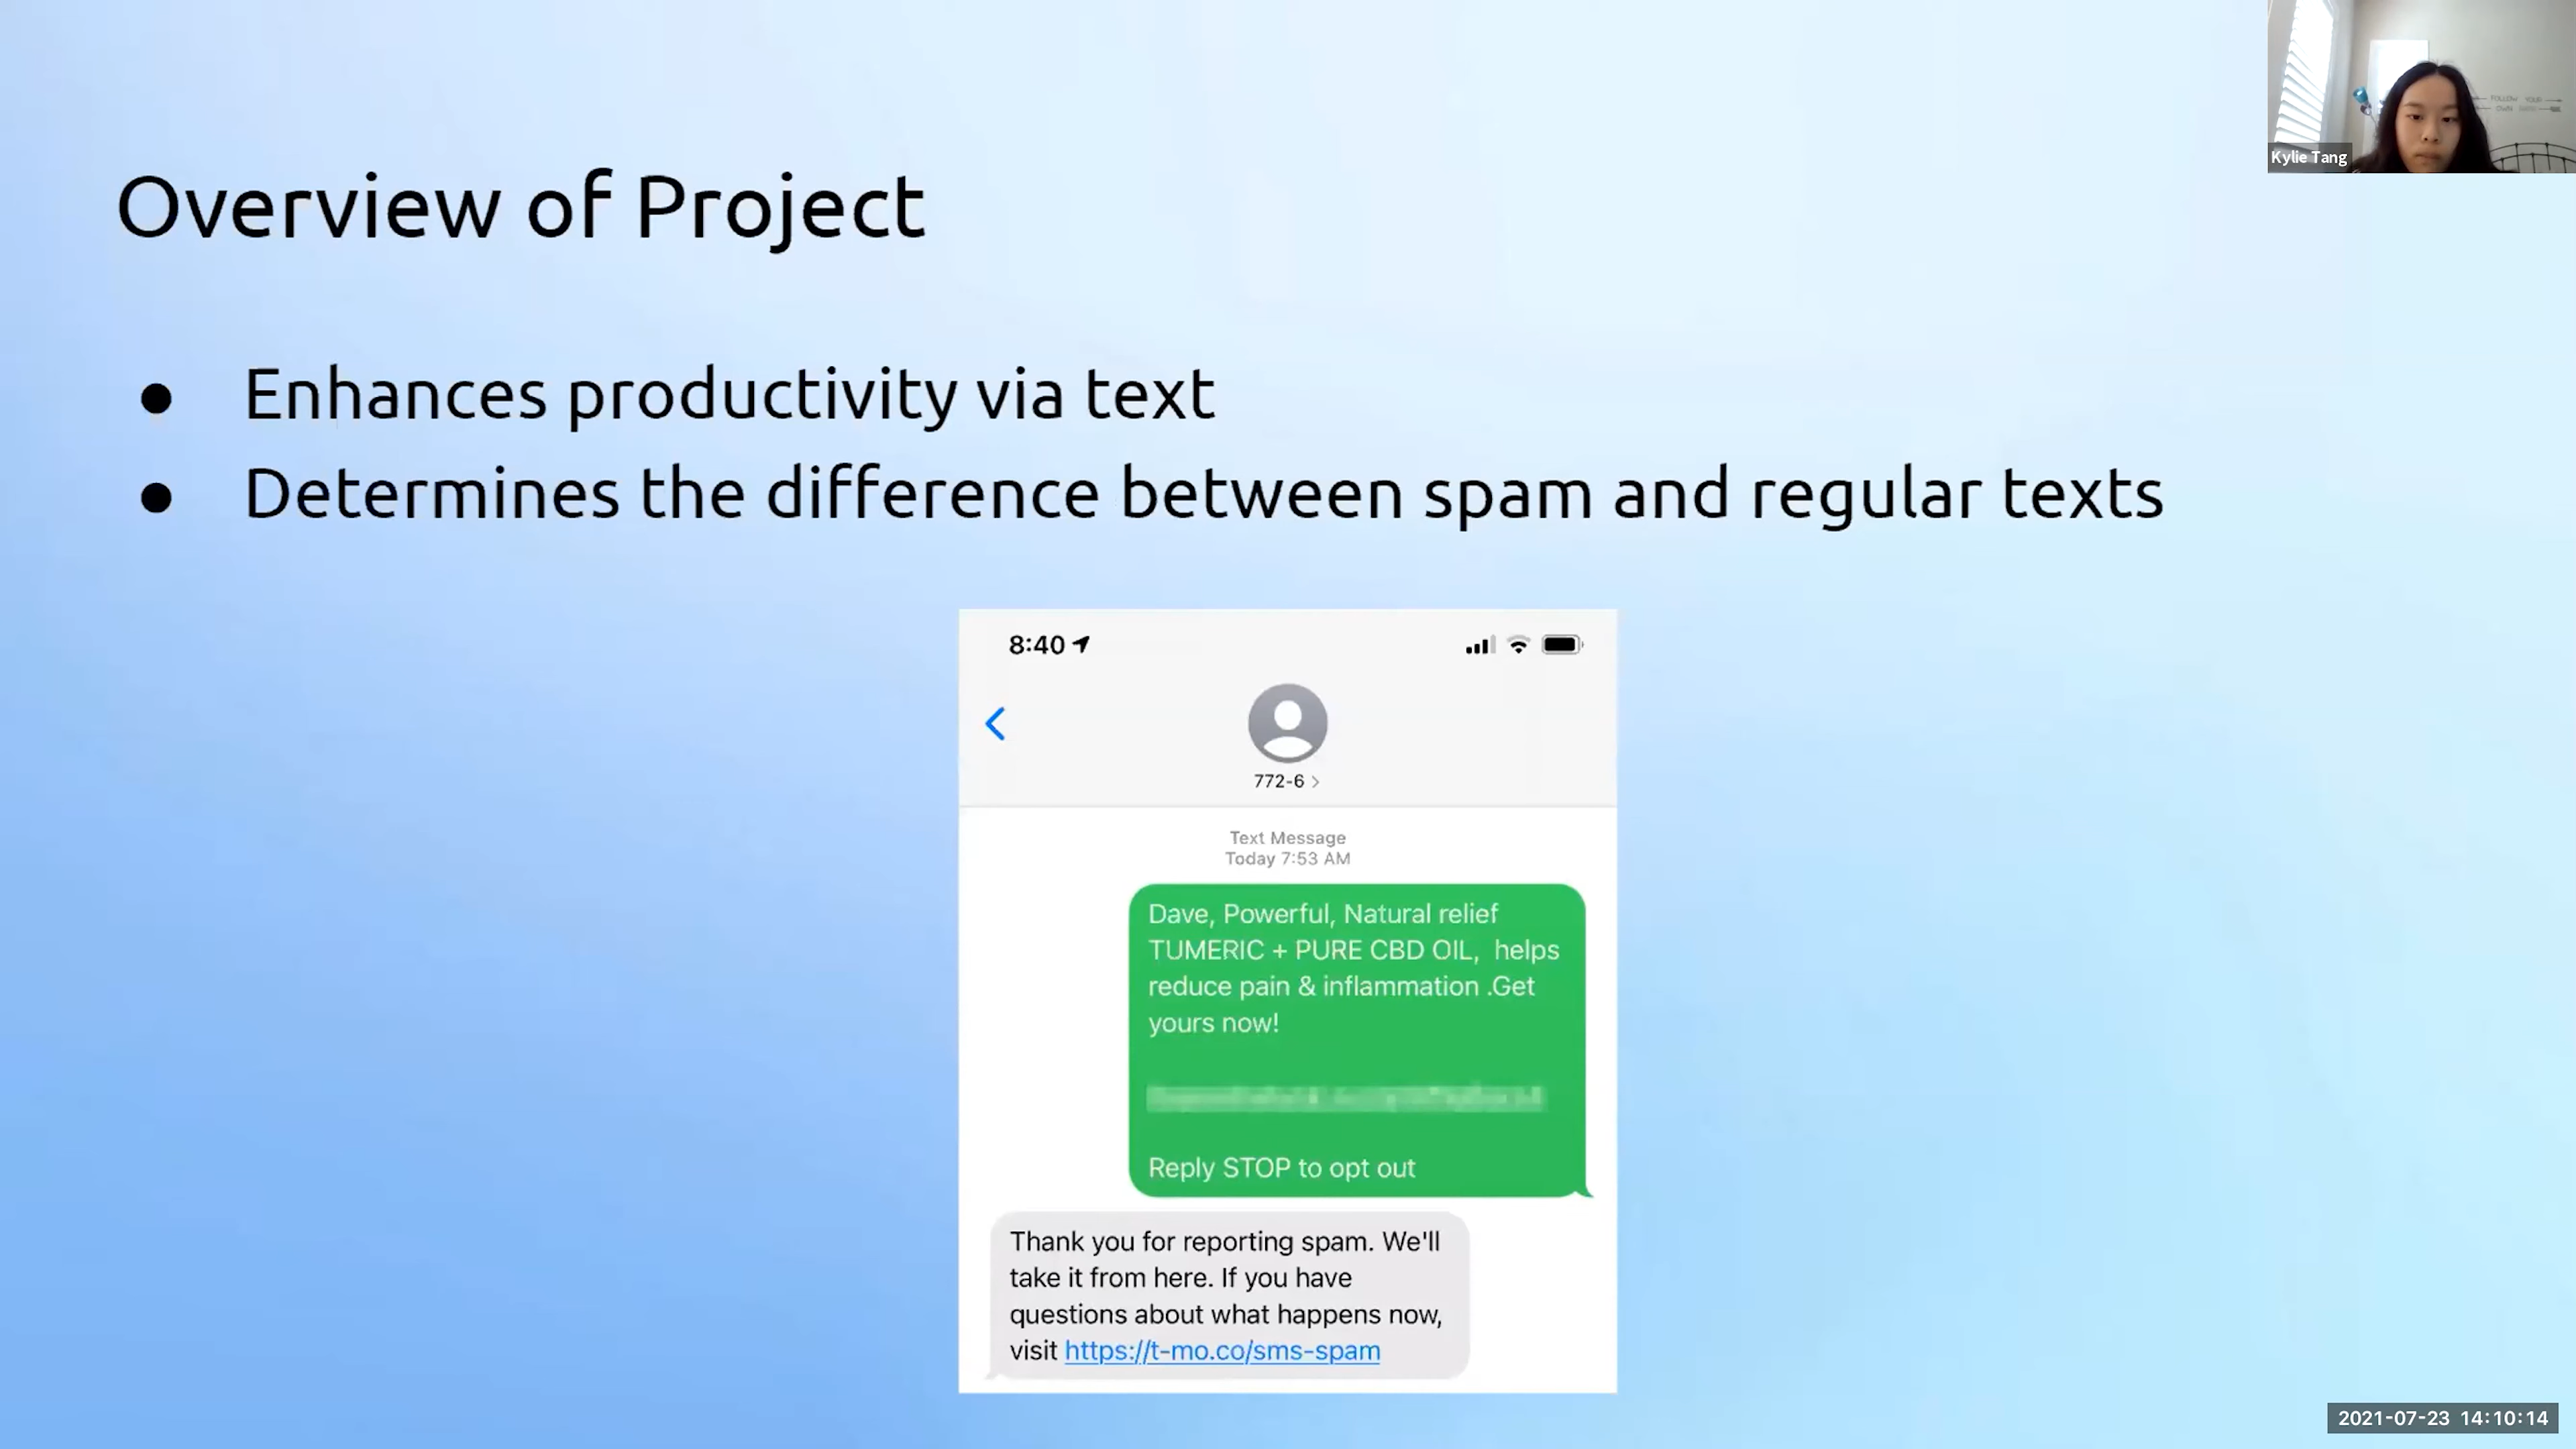 Overview of Project
● Enhances productivity via text
● Determines the difference between spam and regular texts
8:40
772-6 >
Text Message
Today 7:53 AM
Dave, Powerful, Natural relief
TUMERIC + PURE CBD OIL,  helps
reduce pain & inflammation .Get
yours now!
Reply STOP to opt out
Thank you for reporting spam. We'll
take it from here. If you have
questions about what happens now,
visit https://t-mo.co/sms-spam
FOLLOW YOUR
OWN
Kylie Tang
2021-07-23 14:10:14